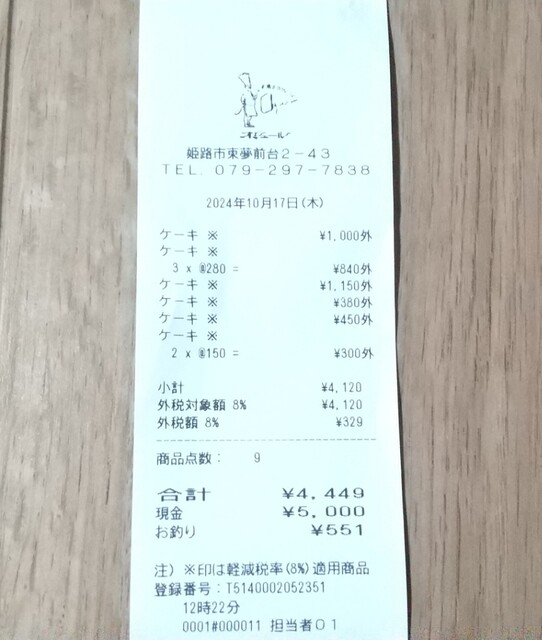 姫路市東夢前台2-43
TEL. 079-297-7838
2024年10月17日(木)
ケーキ ※ ¥1,000外
ケーキ ※
3 x @280 = ¥840外
ケーキ ※ ¥1,150外
ケーキ ※ ¥380外
ケーキ ※ ¥450外
ケーキ ※
2 x @150 = ¥300外
小計 ¥4,120
外税対象額 8% ¥4,120
外税額 8% ¥329
商品点数: 9
合計 ¥4,449
現金 ¥5,000
お釣り ¥551
注) ※印は軽減税率(8%)適用商品
登録番号:T5140002052351
12時22分
0001#000011 担当者01